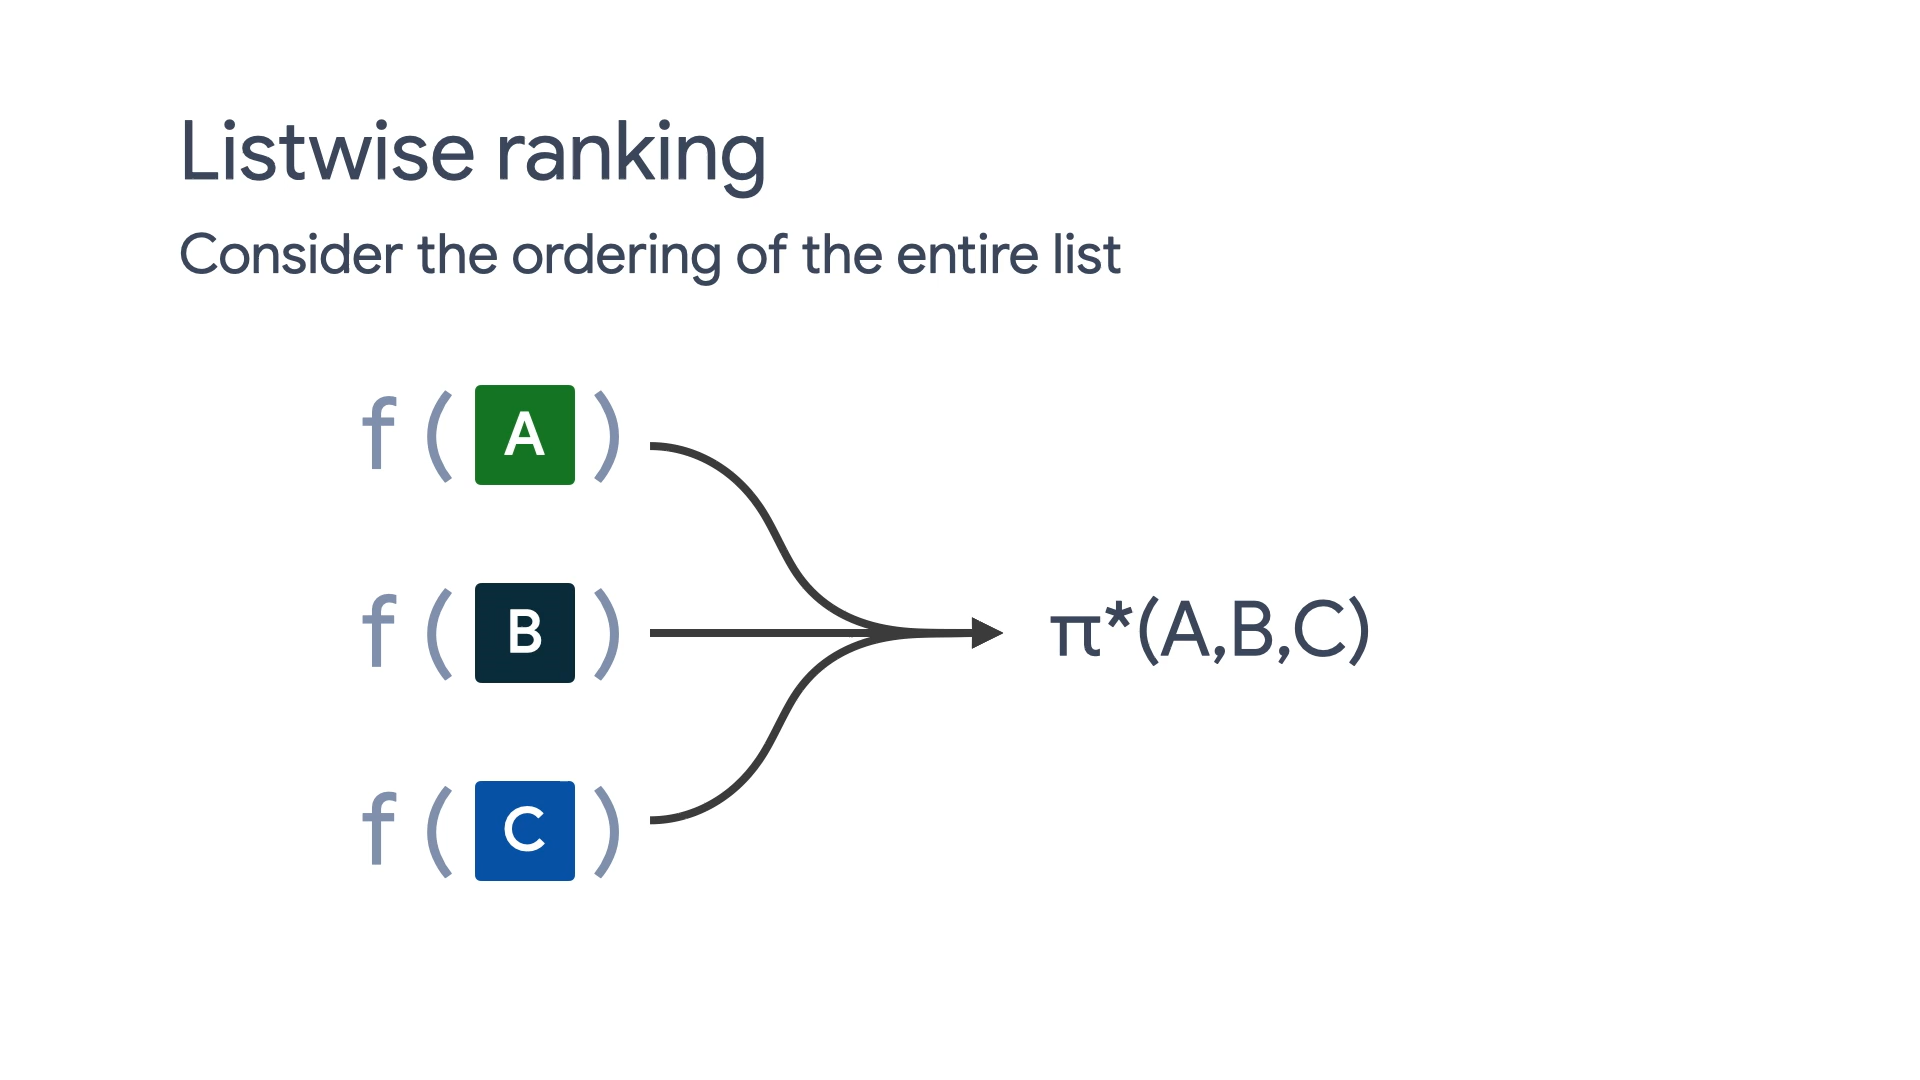 Listwise ranking
Consider the ordering of the entire list
f ( A )
f ( B )
π*(A,B,C)
f ( C )